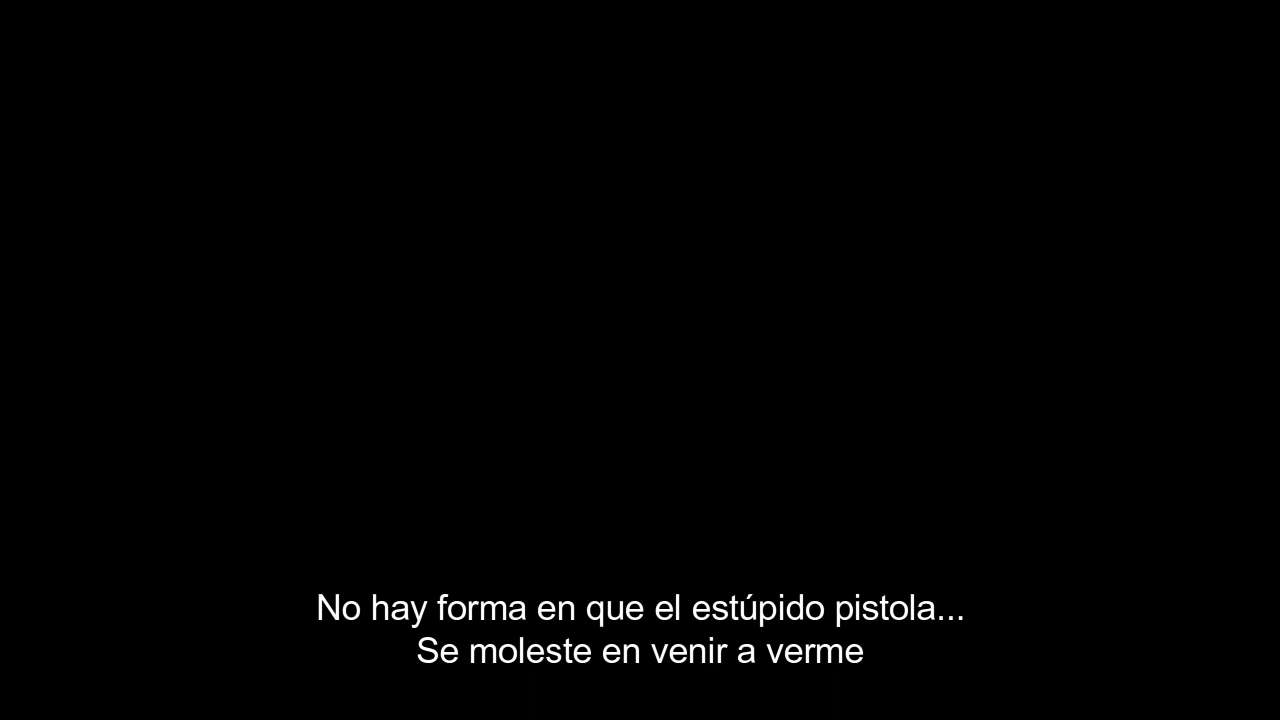 No hay forma en que el estúpido pistola...
Se moleste en venir a verme